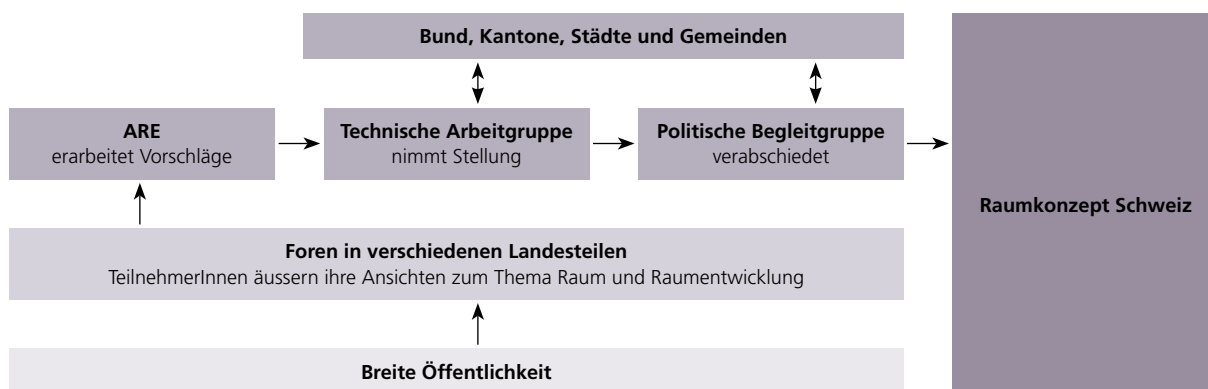 Bund, Kantone, Städte und Gemeinden
ARE
erarbeitet Vorschläge
Technische Arbeitgruppe
nimmt Stellung
Politische Begleitgruppe
verabschiedet
Raumkonzept Schweiz
Foren in verschiedenen Landesteilen
TeilnehmerInnen äussern ihre Ansichten zum Thema Raum und Raumentwicklung
Breite Öffentlichkeit